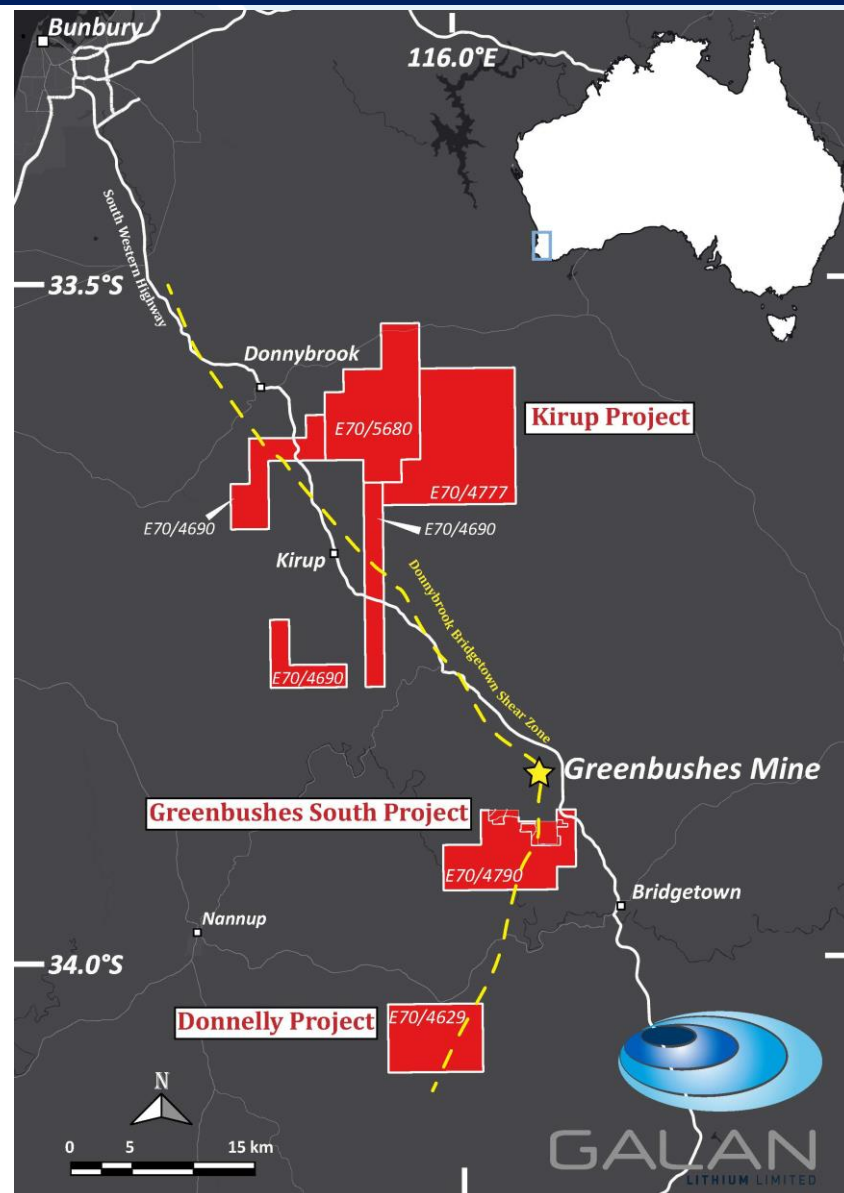 Bunbury
116.0°E
South Western Highway
33.5°S
Donnybrook
Kirup Project
E70/5680
E70/4777
E70/4690
E70/4690
Kirup
Donnybrook Bridgetown Shear Zone
E70/4690
Greenbushes Mine
Greenbushes South Project
E70/4790
Bridgetown
Nannup
34.0°S
Donnelly Project
E70/4629
N
0 5 15 km
GALAN
LITHIUM LIMITED